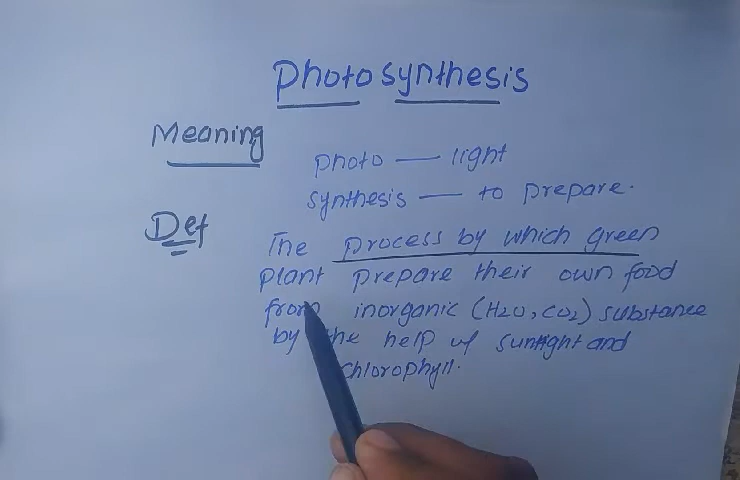 Photosynthesis
Meaning
photo — light
synthesis — to prepare.
Def
The process by which green
plant prepare their own food
from inorganic (H2O, CO2) substance
by the help of sunlight and
chlorophyll.